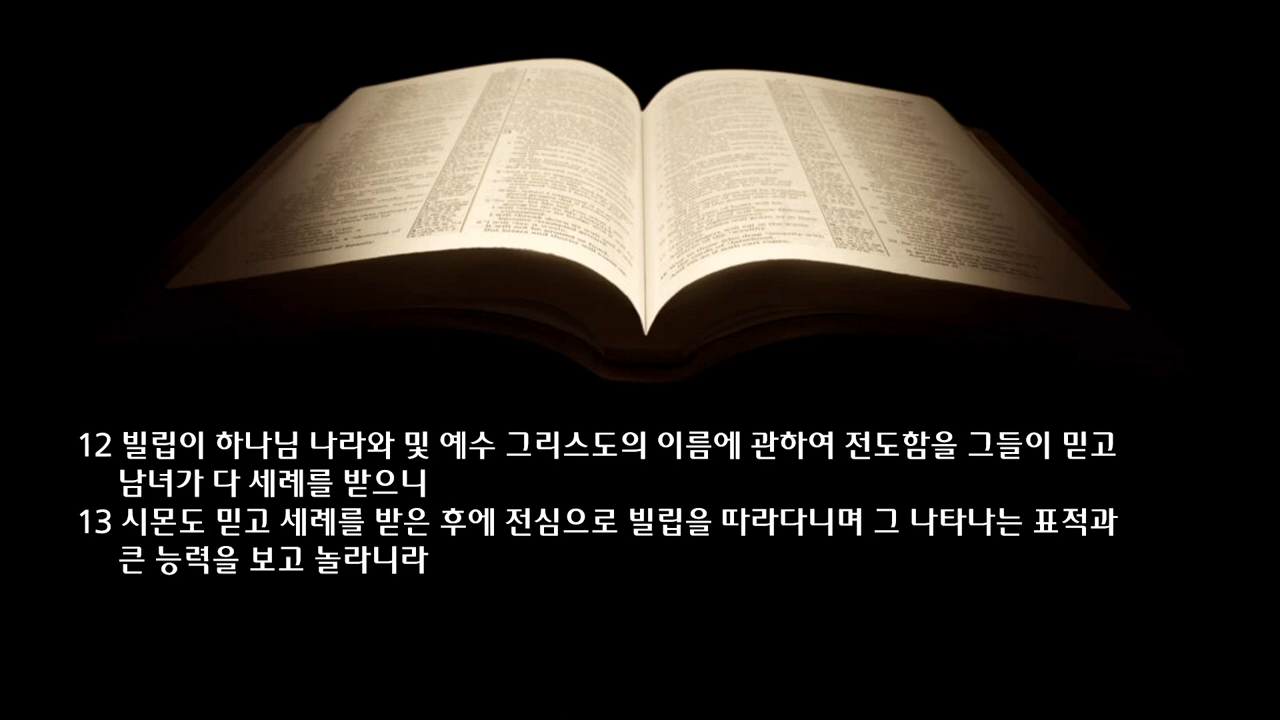 12 빌립이 하나님 나라와 및 예수 그리스도의 이름에 관하여 전도함을 그들이 믿고
남녀가 다 세례를 받으니
13 시몬도 믿고 세례를 받은 후에 전심으로 빌립을 따라다니며 그 나타나는 표적과
큰 능력을 보고 놀라니라